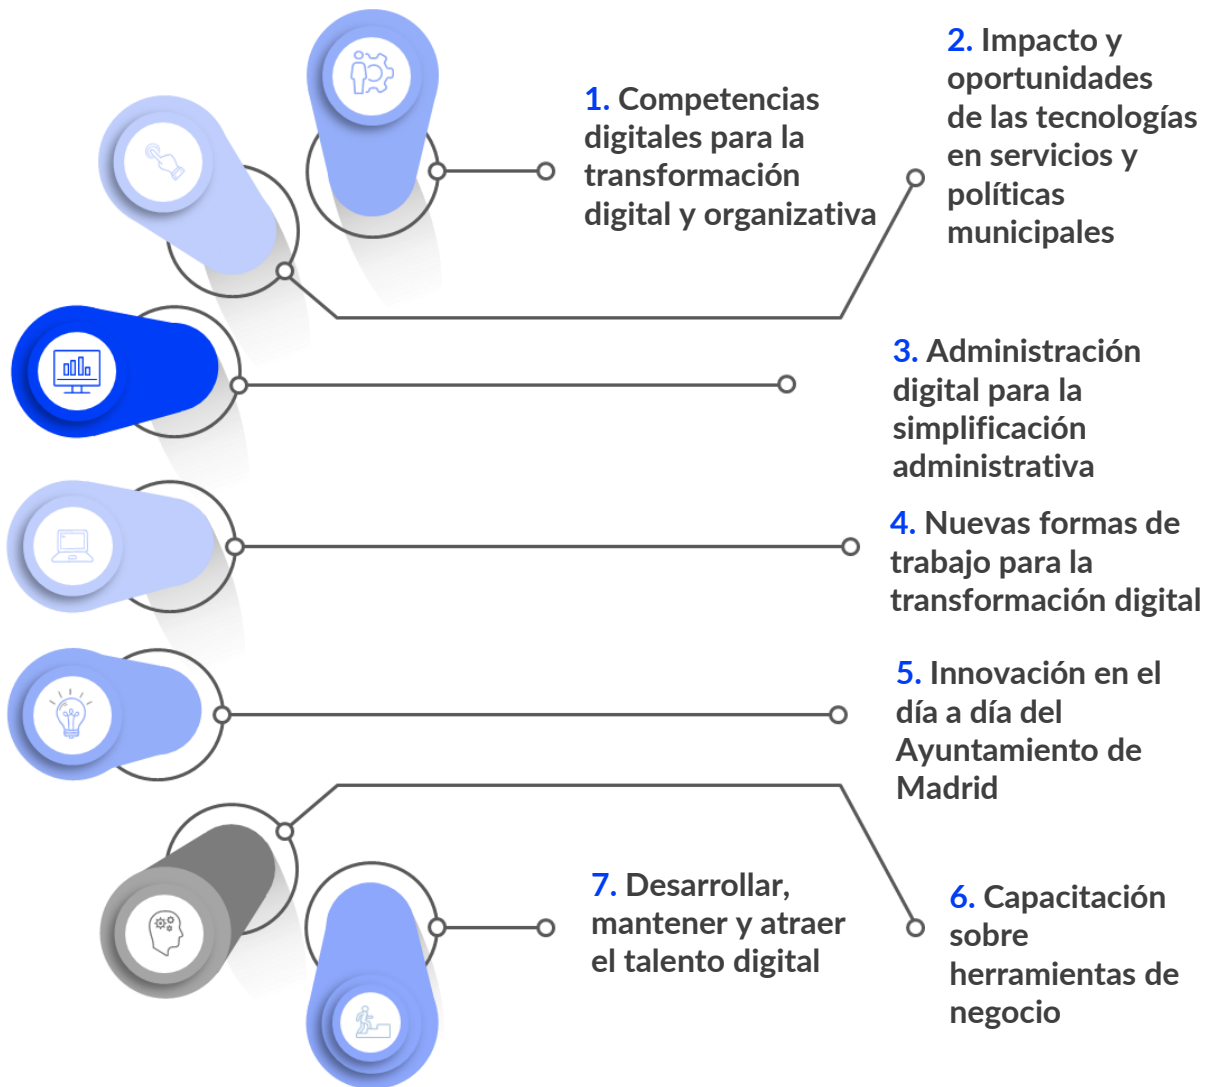 1. Competencias
digitales para la
transformación
digital y organizativa
2. Impacto y
oportunidades
de las tecnologías
en servicios y
políticas
municipales
3. Administración
digital para la
simplificación
administrativa
4. Nuevas formas de
trabajo para la
transformación digital
5. Innovación en el
día a día del
Ayuntamiento de
Madrid
6. Capacitación
sobre
herramientas de
negocio
7. Desarrollar,
mantener y atraer
el talento digital